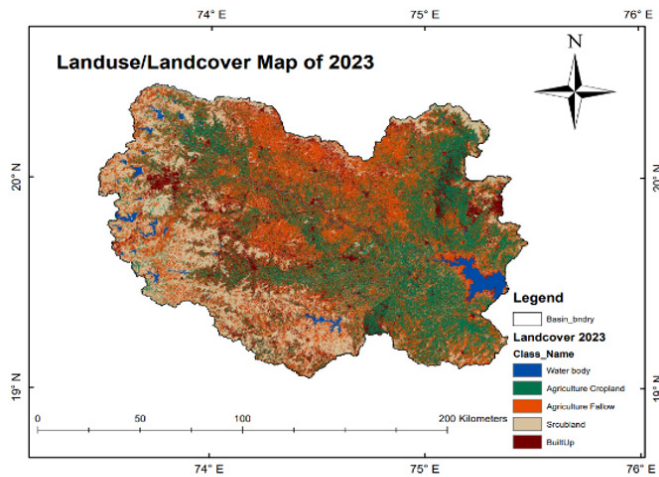 74° E 75° E 76° E
Landuse/Landcover Map of 2023
N
20° N 20° N
Legend
Basin_bndry
Landcover 2023
Class_Name
Water body
Agriculture Cropland
Agriculture Fallow
Srcubland
BuiltUp
19° N 19° N
0 50 100 200 Kilometers
74° E 75° E 76° E